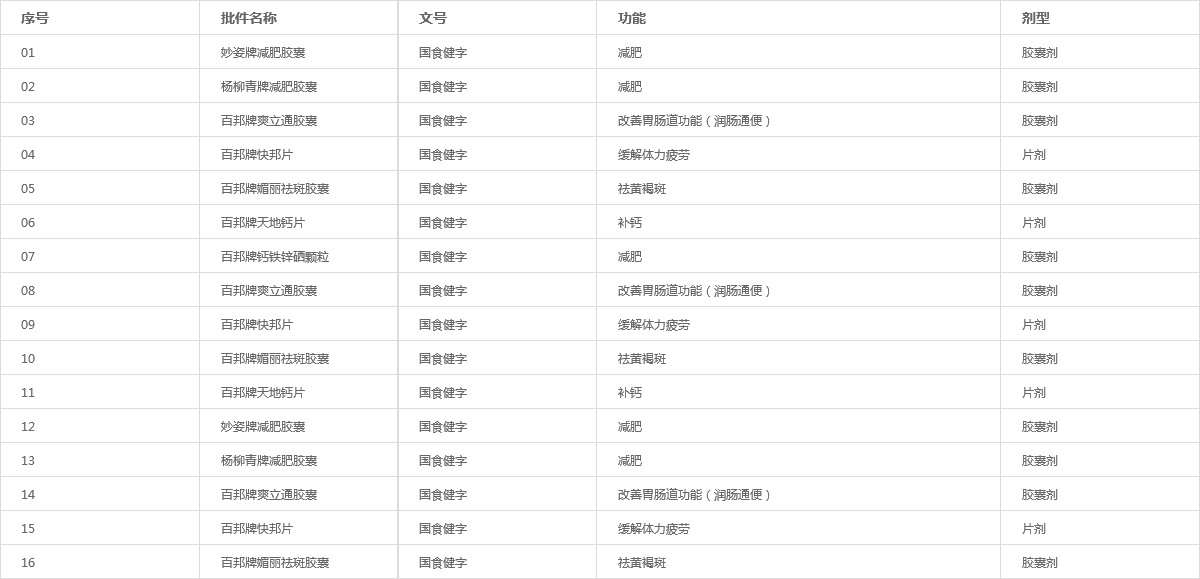 序号 批件名称 文号 功能 剂型
01 妙姿牌减肥胶囊 国食健字 减肥 胶囊剂
02 杨柳青牌减肥胶囊 国食健字 减肥 胶囊剂
03 百邦牌爽立通胶囊 国食健字 改善胃肠道功能（润肠通便） 胶囊剂
04 百邦牌快邦片 国食健字 缓解体力疲劳 片剂
05 百邦牌媚丽祛斑胶囊 国食健字 祛黄褐斑 胶囊剂
06 百邦牌天地钙片 国食健字 补钙 片剂
07 百邦牌钙铁锌硒颗粒 国食健字 减肥 胶囊剂
08 百邦牌爽立通胶囊 国食健字 改善胃肠道功能（润肠通便） 胶囊剂
09 百邦牌快邦片 国食健字 缓解体力疲劳 片剂
10 百邦牌媚丽祛斑胶囊 国食健字 祛黄褐斑 胶囊剂
11 百邦牌天地钙片 国食健字 补钙 片剂
12 妙姿牌减肥胶囊 国食健字 减肥 胶囊剂
13 杨柳青牌减肥胶囊 国食健字 减肥 胶囊剂
14 百邦牌爽立通胶囊 国食健字 改善胃肠道功能（润肠通便） 胶囊剂
15 百邦牌快邦片 国食健字 缓解体力疲劳 片剂
16 百邦牌媚丽祛斑胶囊 国食健字 祛黄褐斑 胶囊剂